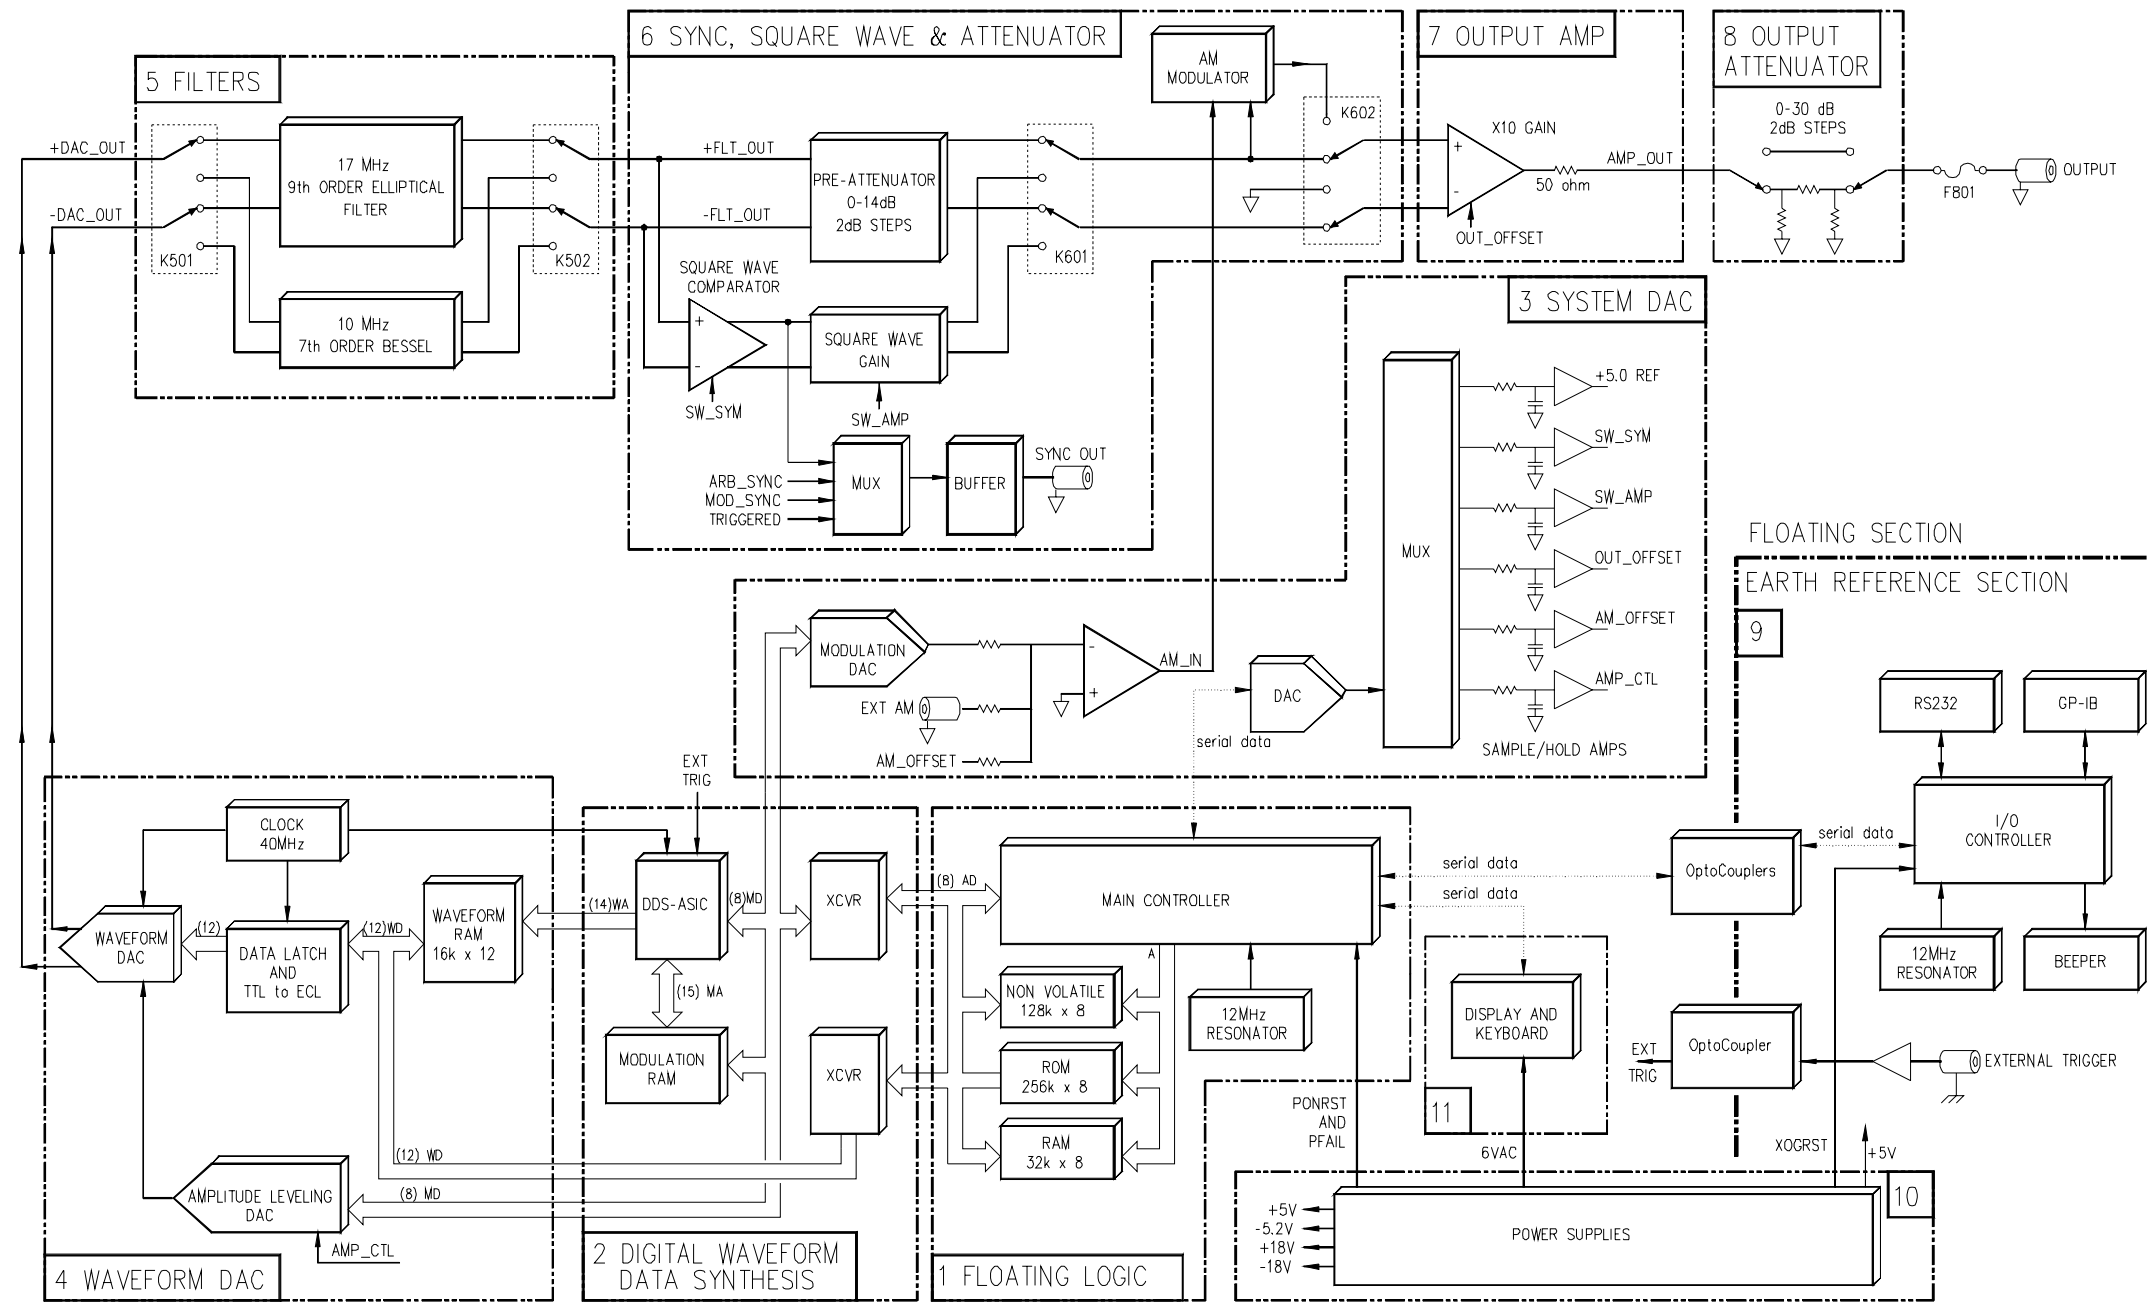 6 SYNC, SQUARE WAVE & ATTENUATOR
7 OUTPUT AMP
8 OUTPUT
ATTENUATOR
5 FILTERS
AM
MODULATOR
K602
0-30 dB
2dB STEPS
+DAC_OUT
-DAC_OUT
K501
17 MHz
9th ORDER ELLIPTICAL
FILTER
10 MHz
7th ORDER BESSEL
K502
+FLT_OUT
-FLT_OUT
PRE-ATTENUATOR
0-14dB
2dB STEPS
K601
SQUARE WAVE
COMPARATOR
+
-
SW_SYM
SQUARE WAVE
GAIN
SW_AMP
X10 GAIN
+
-
OUT_OFFSET
50 ohm
AMP_OUT
F801
OUTPUT
ARB_SYNC
MOD_SYNC
TRIGGERED
MUX
BUFFER
SYNC OUT
3 SYSTEM DAC
MUX
+5.0 REF
SW_SYM
SW_AMP
OUT_OFFSET
AM_OFFSET
AMP_CTL
SAMPLE/HOLD AMPS
MODULATION
DAC
EXT AM
AM_OFFSET
-
+
AM_IN
DAC
serial data
FLOATING SECTION
EARTH REFERENCE SECTION
9
RS232
GP-IB
I/O
CONTROLLER
serial data
OptoCouplers
12MHz
RESONATOR
BEEPER
OptoCoupler
EXT
TRIG
EXTERNAL TRIGGER
EXT
TRIG
CLOCK
40MHz
WAVEFORM
DAC
(12)
DATA LATCH
AND
TTL to ECL
(12)WD
WAVEFORM
RAM
16k x 12
(14)WA
DDS-ASIC
(8)MD
XCVR
(15) MA
MODULATION
RAM
XCVR
(12) WD
(8) MD
AMPLITUDE LEVELING
DAC
AMP_CTL
4 WAVEFORM DAC
2 DIGITAL WAVEFORM
DATA SYNTHESIS
(8) AD
MAIN CONTROLLER
serial data
serial data
A
NON VOLATILE
128k x 8
ROM
256k x 8
RAM
32k x 8
12MHz
RESONATOR
1 FLOATING LOGIC
DISPLAY AND
KEYBOARD
11
PONRST
AND
PFAIL
6VAC
XOGRST
+5V
10
+5V
-5.2V
+18V
-18V
POWER SUPPLIES